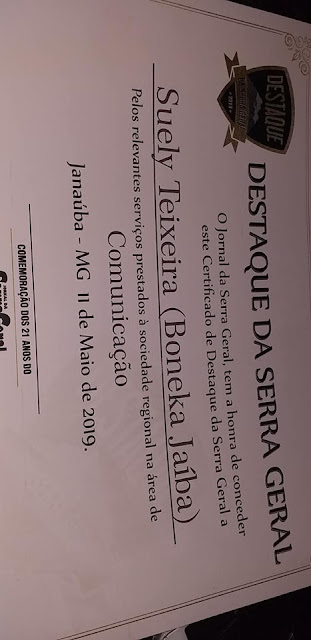 DESTAQUE
DESTAQUE DA SERRA GERAL
O Jornal da Serra Geral, tem a honra de conceder
este Certificado de Destaque da Serra Geral a
Suely Teixeira (Boneka Jaíba)
Pelos relevantes serviços prestados à sociedade regional na área de
Comunicação
Janaúba - MG 11 de Maio de 2019.
COMEMORAÇÃO DOS 21 ANOS DO